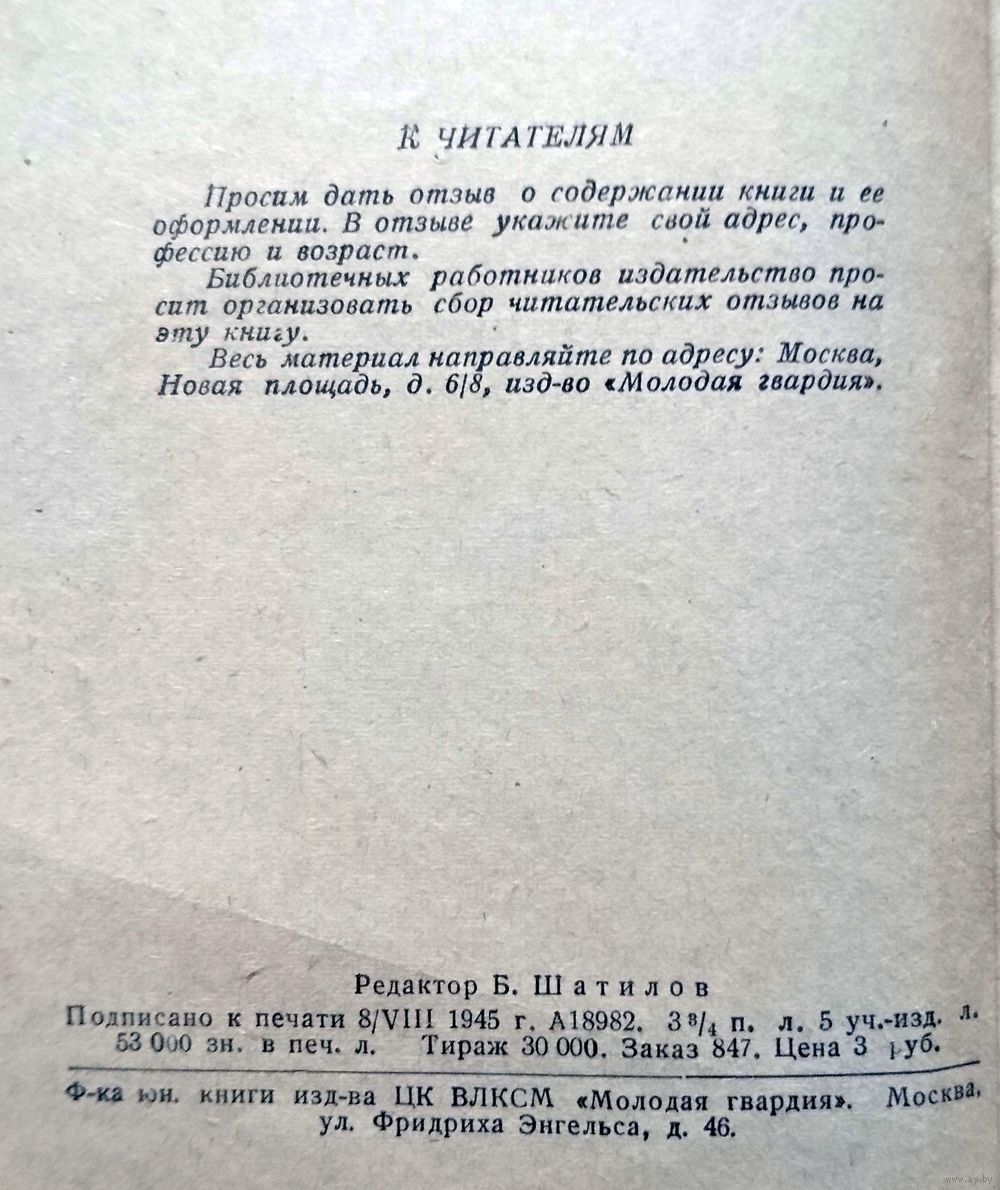 К ЧИТАТЕЛЯМ
Просим дать отзыв о содержании книги и ее
оформлении. В отзыве укажите свой адрес, про-
фессию и возраст.
Библиотечных работников издательство про-
сит организовать сбор читательских отзывов на
эту книгу.
Весь материал направляйте по адресу: Москва,
Новая площадь, д. 6/8, изд-во «Молодая гвардия».
Редактор Б. Шатилов
Подписано к печати 8/VIII 1945 г. А18982. 3 3/4 п. л. 5 уч.-изд. л.
53 000 зн. в печ. л. Тираж 30 000. Заказ 847. Цена 3 руб.
Ф-ка юн. книги изд-ва ЦК ВЛКСМ «Молодая гвардия». Москва,
ул. Фридриха Энгельса, д. 46.
www.ay.by